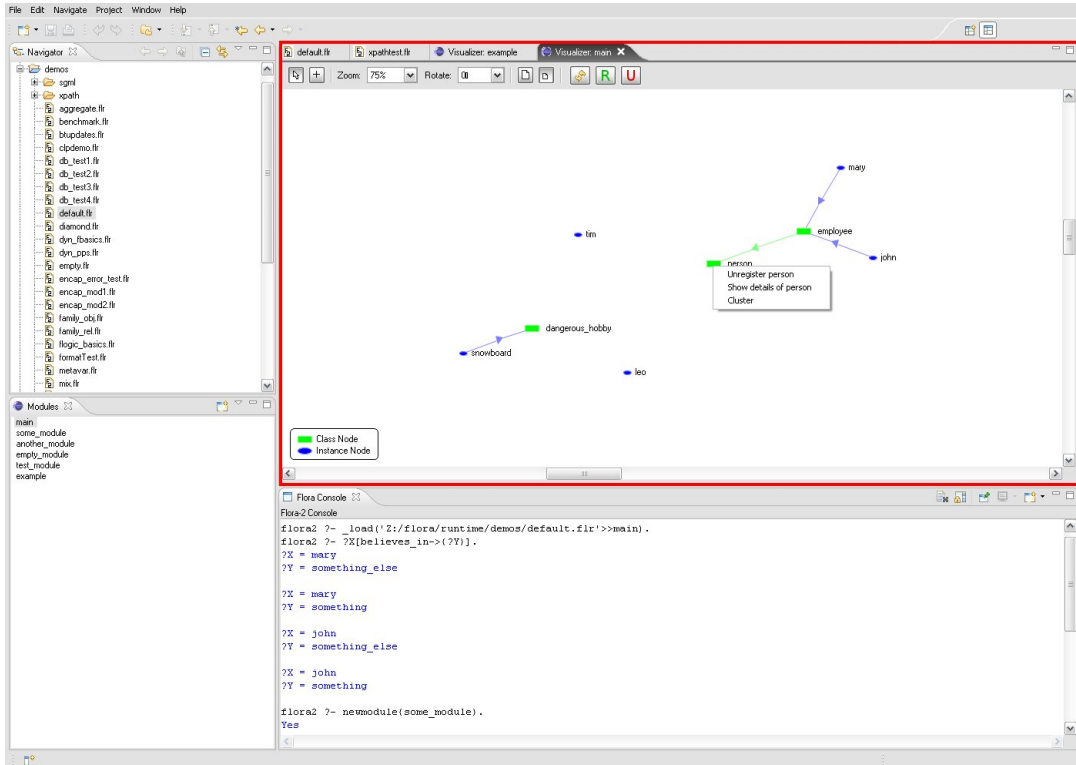 File Edit Navigate Project Window Help
Navigator
demos
sgml
xpath
aggregate.flr
benchmark.flr
btupdates.flr
clpdemo.flr
db_test1.flr
db_test2.flr
db_test3.flr
db_test4.flr
default.flr
diamond.flr
dyn_fbasics.flr
dyn_pps.flr
empty.flr
encap_error_test.flr
encap_mod1.flr
encap_mod2.flr
family_obj.flr
family_rel.flr
flogic_basics.flr
formatTest.flr
metavar.flr
mix.flr
Modules
main
some_module
another_module
empty_module
test_module
example
default.flr xpathtest.flr Visualizer: example Visualizer: main
Zoom: 75% Rotate: 0 R U
mary
tim
employee
john
person
Unregister person
Show details of person
Cluster
dangerous_hobby
snowboard
leo
Class Node
Instance Node
Flora Console
Flora-2 Console
flora2 ?- _load('Z:/flora/runtime/demos/default.flr'>>main).
flora2 ?- ?X[believes_in->{?Y}].
?X = mary
?Y = something_else
?X = mary
?Y = something
?X = john
?Y = something_else
?X = john
?Y = something
flora2 ?- newmodule(some_module).
Yes